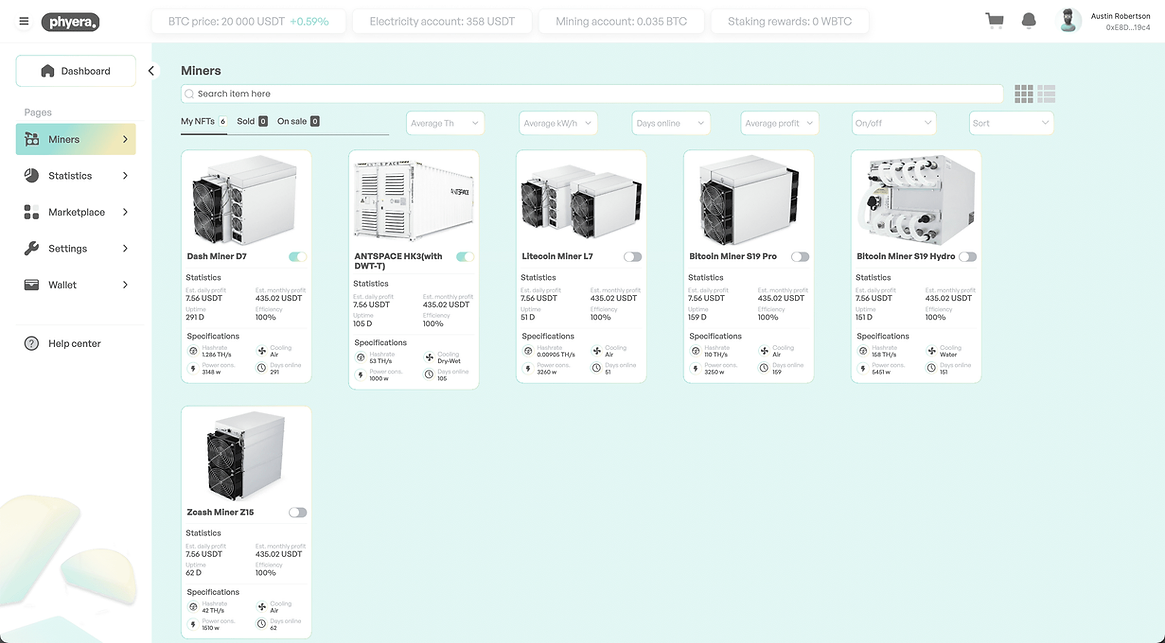 phyera.
BTC price: 20 000 USDT +0.59%
Electricity account: 358 USDT
Mining account: 0.035 BTC
Staking rewards: 0 WBTC
Austin Robertson
0xE8D...19c4
Dashboard
Pages
Miners
Statistics
Marketplace
Settings
Wallet
Help center
Miners
Search item here
My NFTs 6 Sold 0 On sale 0
Average Th
Average kW/h
Days online
Average profit
On/off
Sort
Dash Miner D7
Statistics
Est. daily profit Est. monthly profit
7.56 USDT 435.02 USDT
Uptime Efficiency
291 D 100%
Specifications
Hashrate Cooling
1.286 TH/s Air
Power cons. Days online
3148 w 291
ANTSPACE
ANTSPACE HK3(with
DWT-T)
Statistics
Est. daily profit Est. monthly profit
7.56 USDT 435.02 USDT
Uptime Efficiency
105 D 100%
Specifications
Hashrate Cooling
53 TH/s Dry-Wet
Power cons. Days online
1000 w 105
Litecoin Miner L7
Statistics
Est. daily profit Est. monthly profit
7.56 USDT 435.02 USDT
Uptime Efficiency
51 D 100%
Specifications
Hashrate Cooling
0.00905 TH/s Air
Power cons. Days online
3260 w 51
Bitcoin Miner S19 Pro
Statistics
Est. daily profit Est. monthly profit
7.56 USDT 435.02 USDT
Uptime Efficiency
159 D 100%
Specifications
Hashrate Cooling
110 TH/s Air
Power cons. Days online
3250 w 159
Bitcoin Miner S19 Hydro
Statistics
Est. daily profit Est. monthly profit
7.56 USDT 435.02 USDT
Uptime Efficiency
151 D 100%
Specifications
Hashrate Cooling
158 TH/s Water
Power cons. Days online
5451 w 151
Zcash Miner Z15
Statistics
Est. daily profit Est. monthly profit
7.56 USDT 435.02 USDT
Uptime Efficiency
62 D 100%
Specifications
Hashrate Cooling
42 TH/s Air
Power cons. Days online
1510 w 62